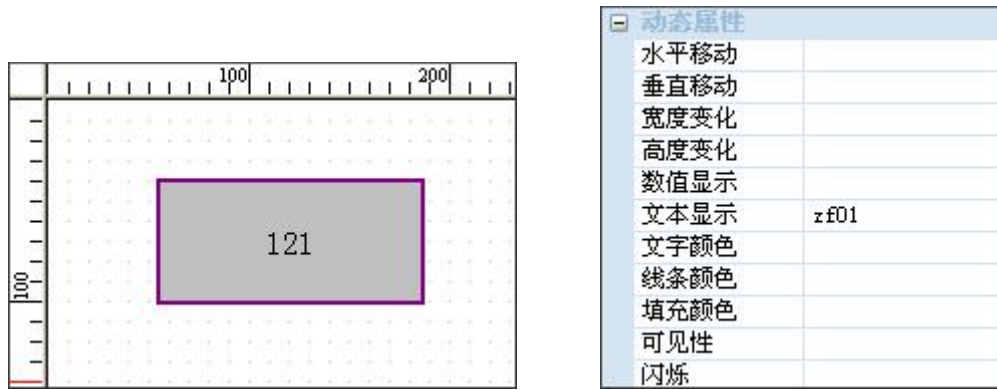 100 200
121
100
动态属性
水平移动
垂直移动
宽度变化
高度变化
数值显示
文本显示 zf01
文字颜色
线条颜色
填充颜色
可见性
闪烁